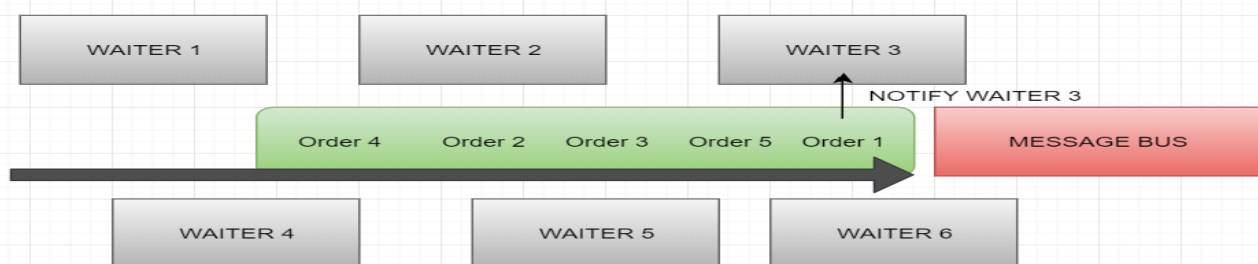 WAITER 1
WAITER 2
WAITER 3
NOTIFY WAITER 3
Order 4
Order 2
Order 3
Order 5
Order 1
MESSAGE BUS
WAITER 4
WAITER 5
WAITER 6